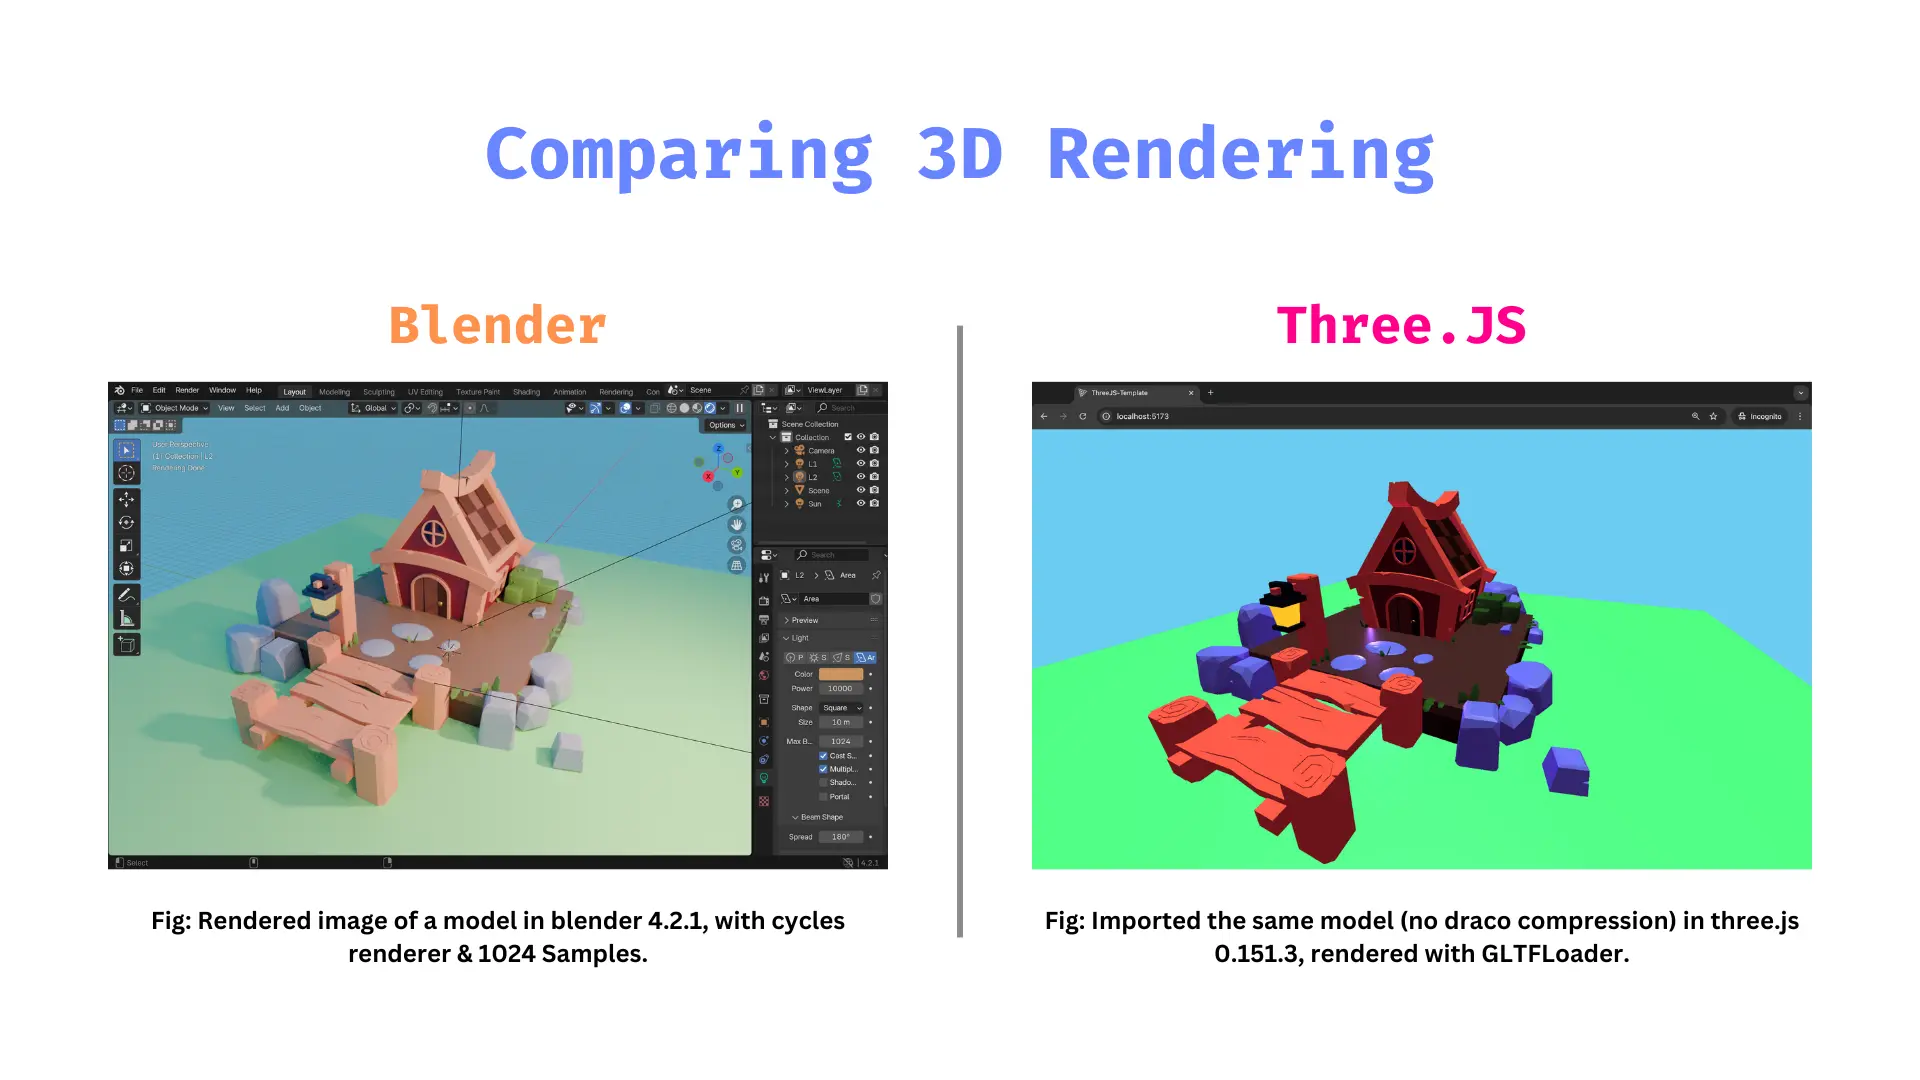 Comparing 3D Rendering
Blender
File Edit Render Window Help Layout Modeling Sculpting UV Editing Texture Paint Shading Animation Rendering Con Scene ViewLayer
Object Mode View Select Add Object Global Search
Options
User Perspective
(1) Collection | L2
Rendering Done
X Y Z
Scene Collection
Collection
Camera
L1
L2
Scene
Sun
Search
L2 > Area
Area
Preview
Light
P S S Ar
Color
Power 10000
Shape Square
Size 10 m
Max B... 1024
Cast S...
Multipl...
Shado...
Portal
Beam Shape
Spread 180°
Select
4.2.1
Fig: Rendered image of a model in blender 4.2.1, with cycles
renderer & 1024 Samples.
Three.JS
ThreeJS-Template
localhost:5173 Incognito
Fig: Imported the same model (no draco compression) in three.js
0.151.3, rendered with GLTFLoader.